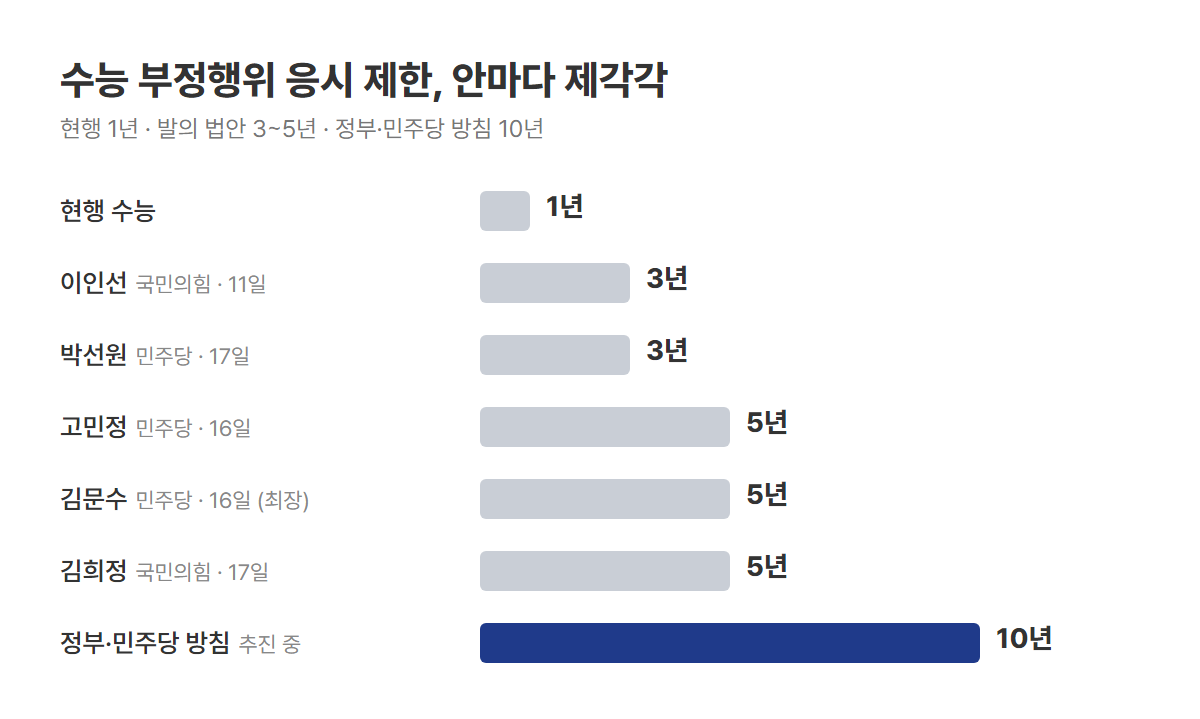 수능 부정행위 응시 제한, 안마다 제각각
현행 1년 · 발의 법안 3~5년 · 정부·민주당 방침 10년
현행 수능 1년
이인선 국민의힘 · 11일 3년
박선원 민주당 · 17일 3년
고민정 민주당 · 16일 5년
김문수 민주당 · 16일 (최장) 5년
김희정 국민의힘 · 17일 5년
정부·민주당 방침 추진 중 10년